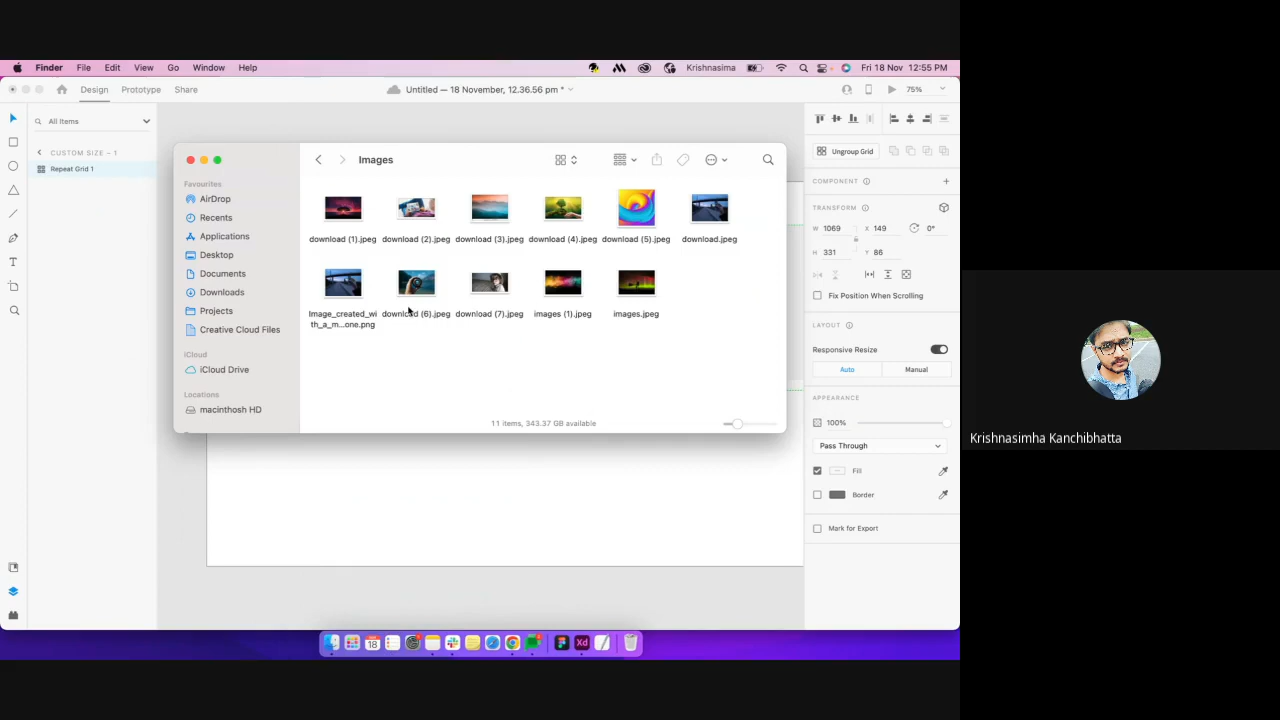 Finder File Edit View Go Window Help
Krishnasima Fri 18 Nov 12:55 PM
Design Prototype Share
Untitled — 18 November, 12.36.56 pm *
75%
All Items
CUSTOM SIZE – 1
Repeat Grid 1
Images
Favourites
AirDrop
Recents
Applications
Desktop
Documents
Downloads
Projects
Creative Cloud Files
iCloud
iCloud Drive
Locations
macinthosh HD
download (1).jpeg download (2).jpeg download (3).jpeg download (4).jpeg download (5).jpeg download.jpeg
Image_created_wi
th_a_m...one.png
download (6).jpeg download (7).jpeg images (1).jpeg images.jpeg
11 items, 343.37 GB available
Ungroup Grid
COMPONENT
TRANSFORM
W 1069 X 149 0°
H 331 Y 86
Fix Position When Scrolling
LAYOUT
Responsive Resize
Auto Manual
APPEARANCE
100%
Pass Through
Fill
Border
Mark for Export
18
Xd
Krishnasimha Kanchibhatta